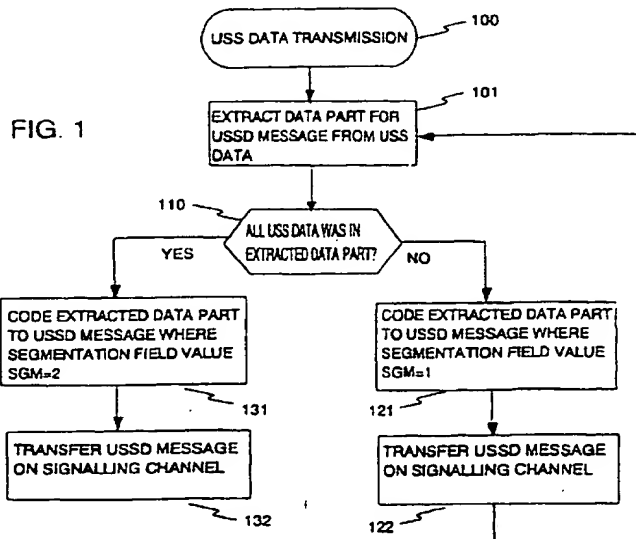 USS DATA TRANSMISSION
100
FIG. 1
101
EXTRACT DATA PART FOR
USSD MESSAGE FROM USS
DATA
110
ALL USS DATA WAS IN
EXTRACTED DATA PART?
YES
NO
CODE EXTRACTED DATA PART
TO USSD MESSAGE WHERE
SEGMENTATION FIELD VALUE
SGM=2
131
CODE EXTRACTED DATA PART
TO USSD MESSAGE WHERE
SEGMENTATION FIELD VALUE
SGM=1
121
TRANSFER USSD MESSAGE
ON SIGNALLING CHANNEL
132
TRANSFER USSD MESSAGE
ON SIGNALLING CHANNEL
122